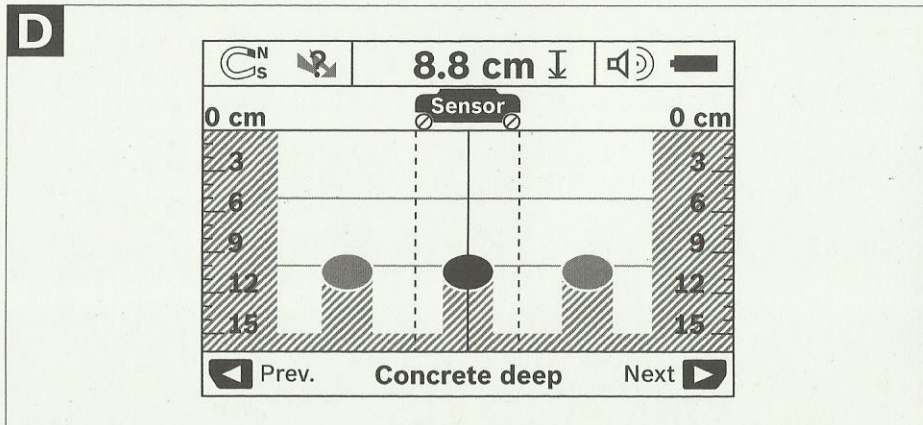 D
N
S
?
8.8 cm
Sensor
0 cm 0 cm
3 3
6 6
9 9
12 12
15 15
Prev. Concrete deep Next